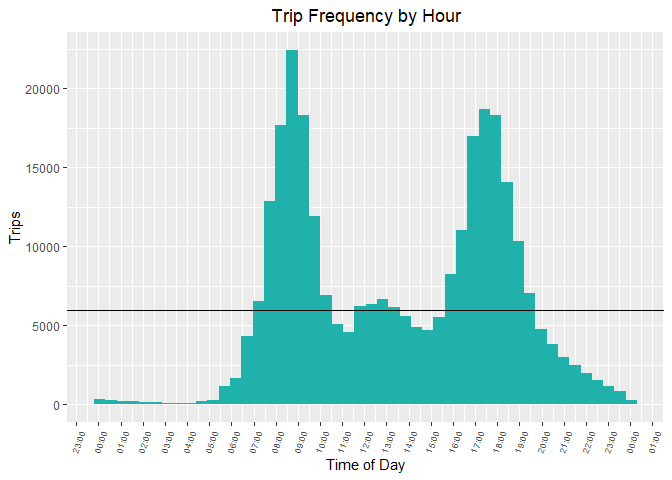 Trip Frequency by Hour
Trips
20000
15000
10000
5000
0
23:00 00:00 01:00 02:00 03:00 04:00 05:00 06:00 07:00 08:00 09:00 10:00 11:00 12:00 13:00 14:00 15:00 16:00 17:00 18:00 19:00 20:00 21:00 22:00 23:00 00:00 01:00
Time of Day